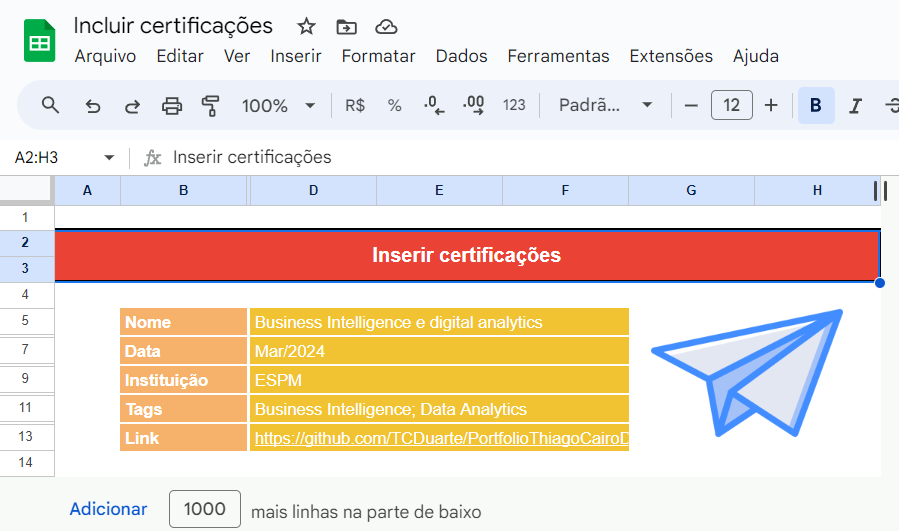 Incluir certificações
Arquivo Editar Ver Inserir Formatar Dados Ferramentas Extensões Ajuda
100% R$ % .0 .00 123 Padrã... 12 B I S
A2:H3 fx Inserir certificações
A B D E F G H
1
2
Inserir certificações
3
4
5 Nome Business Intelligence e digital analytics
7 Data Mar/2024
9 Instituição ESPM
11 Tags Business Intelligence; Data Analytics
13 Link https://github.com/TCDuarte/PortfolioThiagoCairoD
14
Adicionar 1000 mais linhas na parte de baixo